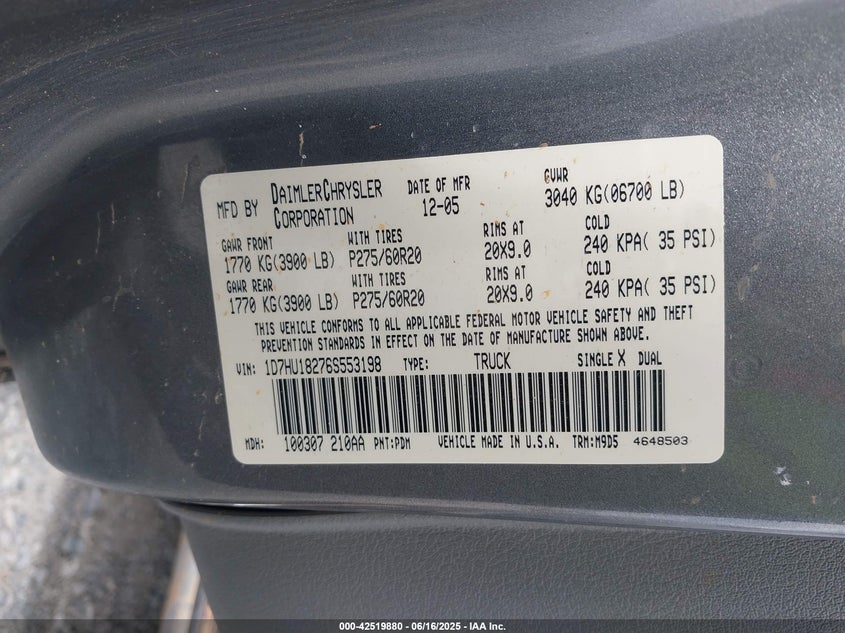 MFD BY DAIMLERCHRYSLER CORPORATION DATE OF MFR 12-05 GVWR 3040 KG(06700 LB)
GAWR FRONT WITH TIRES RIMS AT COLD
1770 KG(3900 LB) P275/60R20 20X9.0 240 KPA( 35 PSI)
GAWR REAR WITH TIRES RIMS AT COLD
1770 KG(3900 LB) P275/60R20 20X9.0 240 KPA( 35 PSI)
THIS VEHICLE CONFORMS TO ALL APPLICABLE FEDERAL MOTOR VEHICLE SAFETY AND THEFT
PREVENTION STANDARDS IN EFFECT ON THE DATE OF MANUFACTURE SHOWN ABOVE.
VIN: 1D7HU18276S553198 TYPE: TRUCK SINGLE X DUAL
MDH: 100307 210AA PNT:PDM VEHICLE MADE IN U.S.A. TRM:M9D5 4648503
000-42519880 - 06/16/2025 - IAA Inc.